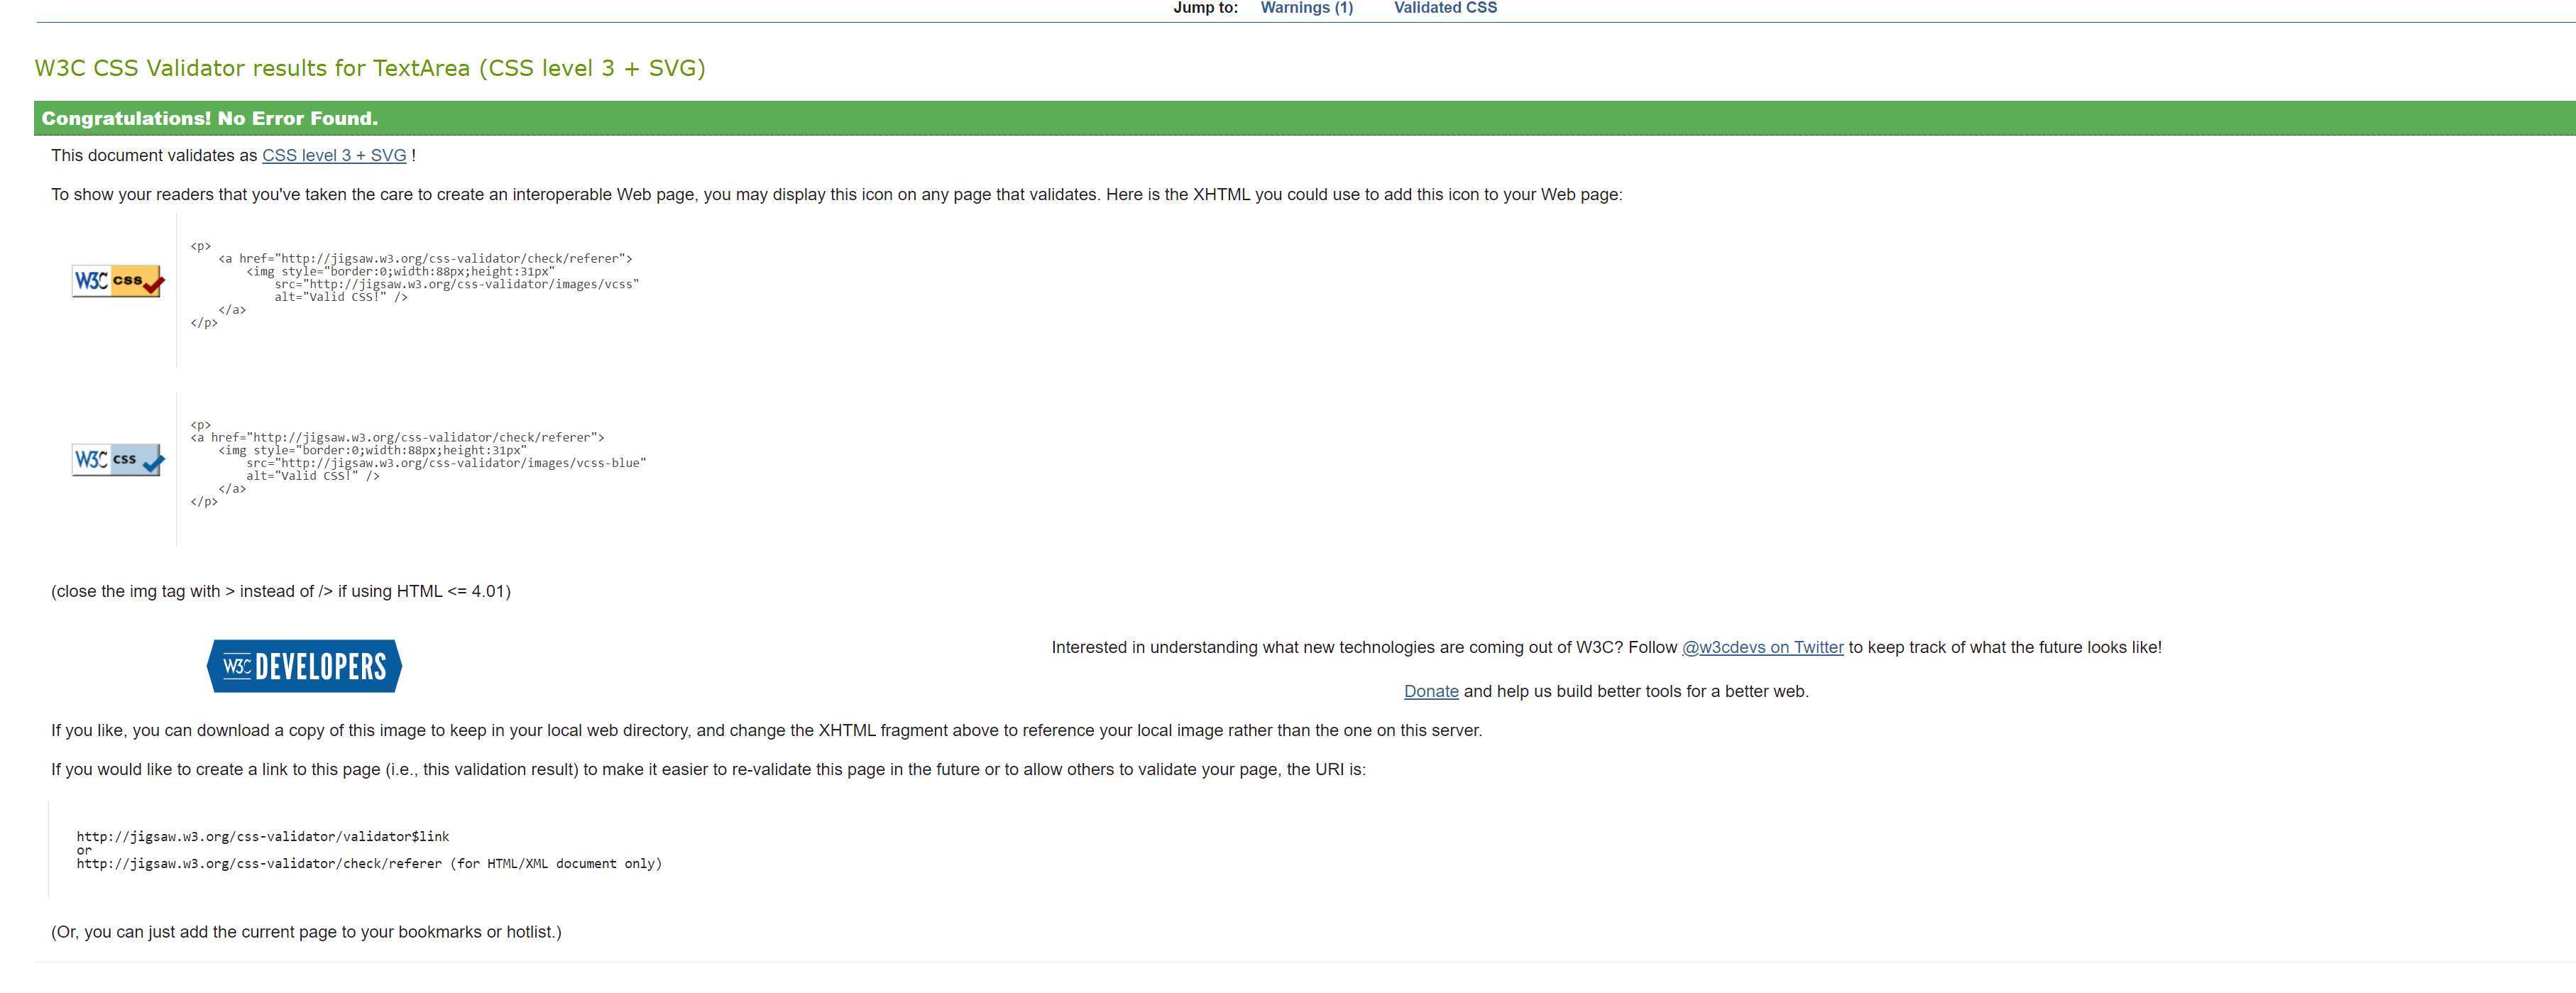 Jump to: Warnings (1) Validated CSS
W3C CSS Validator results for TextArea (CSS level 3 + SVG)
Congratulations! No Error Found.
This document validates as CSS level 3 + SVG !
To show your readers that you've taken the care to create an interoperable Web page, you may display this icon on any page that validates. Here is the XHTML you could use to add this icon to your Web page:
W3C css
<p>
    <a href="http://jigsaw.w3.org/css-validator/check/referer">
        <img style="border:0;width:88px;height:31px"
            src="http://jigsaw.w3.org/css-validator/images/vcss"
            alt="Valid CSS!" />
    </a>
</p>
W3C css
<p>
<a href="http://jigsaw.w3.org/css-validator/check/referer">
    <img style="border:0;width:88px;height:31px"
        src="http://jigsaw.w3.org/css-validator/images/vcss-blue"
        alt="Valid CSS!" />
    </a>
</p>
(close the img tag with > instead of /> if using HTML <= 4.01)
W3C DEVELOPERS
Interested in understanding what new technologies are coming out of W3C? Follow @w3cdevs on Twitter to keep track of what the future looks like!
Donate and help us build better tools for a better web.
If you like, you can download a copy of this image to keep in your local web directory, and change the XHTML fragment above to reference your local image rather than the one on this server.
If you would like to create a link to this page (i.e., this validation result) to make it easier to re-validate this page in the future or to allow others to validate your page, the URI is:
http://jigsaw.w3.org/css-validator/validator$link
or
http://jigsaw.w3.org/css-validator/check/referer (for HTML/XML document only)
(Or, you can just add the current page to your bookmarks or hotlist.)